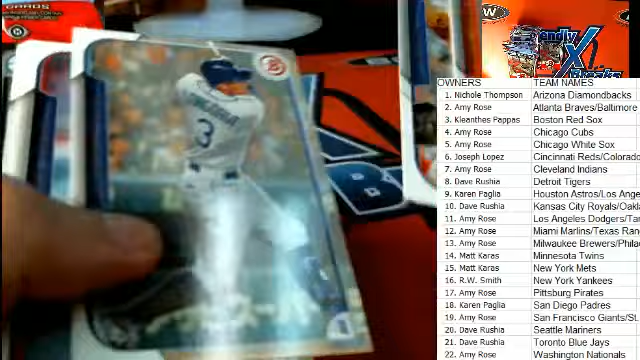 CARDS
endly
X
Breaks
OWNERS TEAM NAMES
1. Nichole Thompson Arizona Diamondbacks
2. Amy Rose Atlanta Braves/Baltimore
3. Kleanthes Pappas Boston Red Sox
4. Amy Rose Chicago Cubs
5. Amy Rose Chicago White Sox
6. Joseph Lopez Cincinnati Reds/Colorado
7. Amy Rose Cleveland Indians
8. Dave Rushia Detroit Tigers
9. Karen Paglia Houston Astros/Los Ange
10. Dave Rushia Kansas City Royals/Oakl
11. Amy Rose Los Angeles Dodgers/Tar
12. Amy Rose Miami Marlins/Texas Ran
13. Amy Rose Milwaukee Brewers/Phila
14. Matt Karas Minnesota Twins
15. Matt Karas New York Mets
16. R.W. Smith New York Yankees
17. Amy Rose Pittsburg Pirates
18. Karen Paglia San Diego Padres
19. Amy Rose San Francisco Giants/St.
20. Dave Rushia Seattle Mariners
21. Dave Rushia Toronto Blue Jays
22. Amy Rose Washington Nationals
3
B